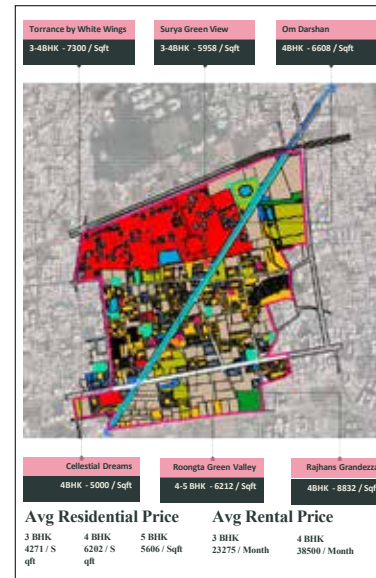 Torrance by White Wings
3-4BHK - 7300 / Sqft
Surya Green View
3-4BHK - 5958 / Sqft
Om Darshan
4BHK - 6608 / Sqft
Cellestial Dreams
4BHK - 5000 / Sqft
Roongta Green Valley
4-5 BHK - 6212 / Sqft
Rajhans Grandezza
4BHK - 8832 / Sqft
Avg Residential Price
3 BHK
4271 / S
qft
4 BHK
6202 / S
qft
5 BHK
5606 / Sqft
Avg Rental Price
3 BHK
23275 / Month
4 BHK
38500 / Month